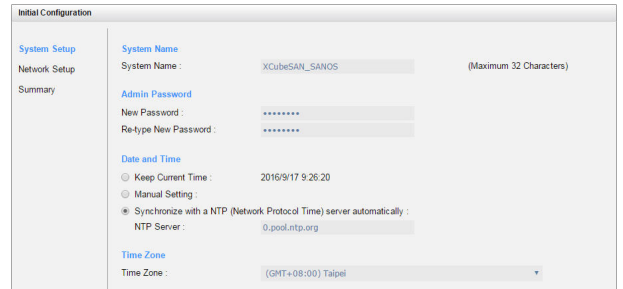 Initial Configuration
System Setup
Network Setup
Summary
System Name
System Name : XCubeSAN_SANOS (Maximum 32 Characters)
Admin Password
New Password : ••••••••
Re-type New Password : ••••••••
Date and Time
Keep Current Time : 2016/9/17 9:26:20
Manual Setting :
Synchronize with a NTP (Network Protocol Time) server automatically :
NTP Server : 0.pool.ntp.org
Time Zone
Time Zone : (GMT+08:00) Taipei